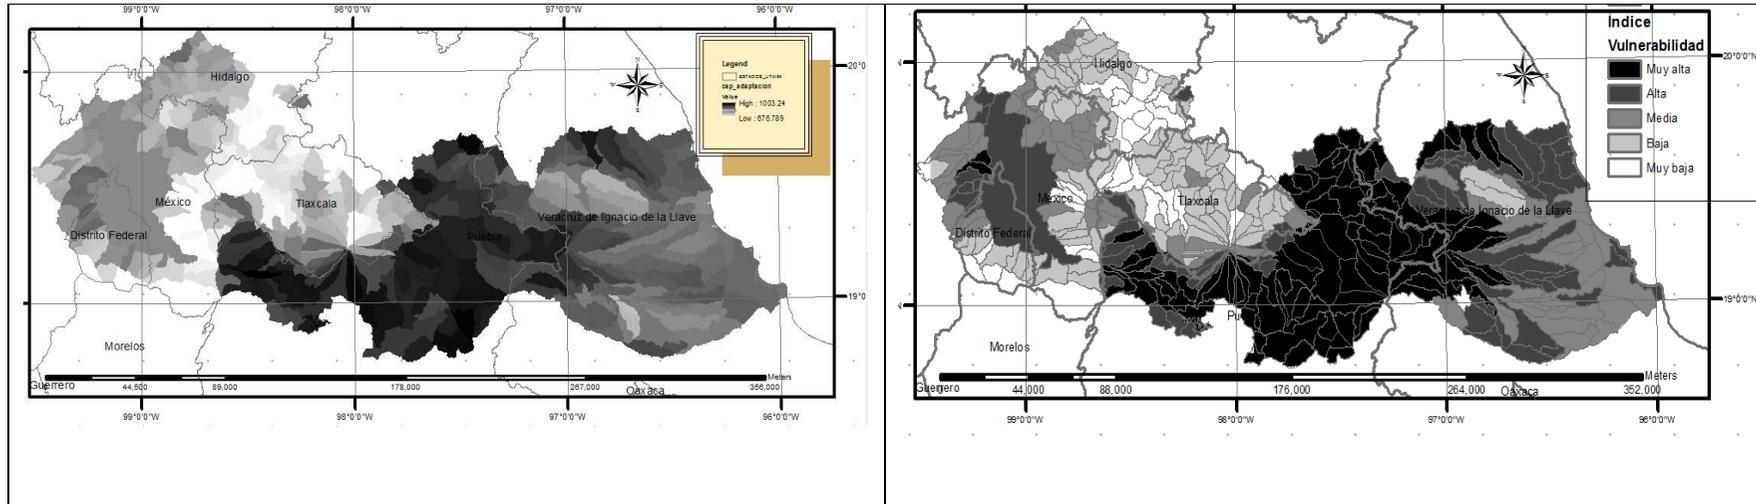 99°0'0"W 98°0'0"W 97°0'0"W 96°0'0"W
Legend
cap_adaptacion
Value
High : 1003.24
Low : 676.789
20°0
Hidalgo
México
Tlaxcala
Distrito Federal
Puebla
Veracruz de Ignacio de la Llave
19°0
Morelos
Guerrero
Oaxaca
44,500 89,000 178,000 267,000 356,000 Meters
99°0'0"W 98°0'0"W 97°0'0"W 96°0'0"W
Indice
Vulnerabilidad
Muy alta
Alta
Media
Baja
Muy baja
20°0'0"N
Hidalgo
México
Tlaxcala
Distrito Federal
Veracruz de Ignacio de la Llave
Pu
19°0'0"N
Morelos
Guerrero
Oaxaca
0 44,000 88,000 176,000 264,000 352,000 Meters
99°0'0"W 98°0'0"W 97°0'0"W 96°0'0"W